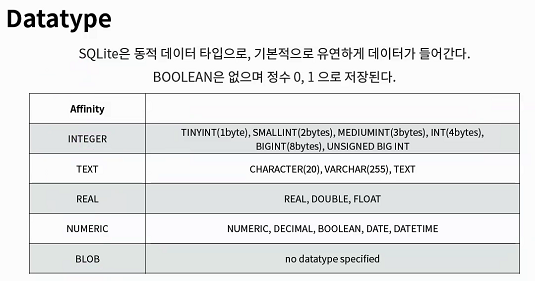 Datatype
SQLite은 동적 데이터 타입으로, 기본적으로 유연하게 데이터가 들어간다.
BOOLEAN은 없으며 정수 0, 1 으로 저장된다.
Affinity
INTEGER
TINYINT(1byte), SMALLINT(2bytes), MEDIUMINT(3bytes), INT(4bytes),
BIGINT(8bytes), UNSIGNED BIG INT
TEXT
CHARACTER(20), VARCHAR(255), TEXT
REAL
REAL, DOUBLE, FLOAT
NUMERIC
NUMERIC, DECIMAL, BOOLEAN, DATE, DATETIME
BLOB
no datatype specified